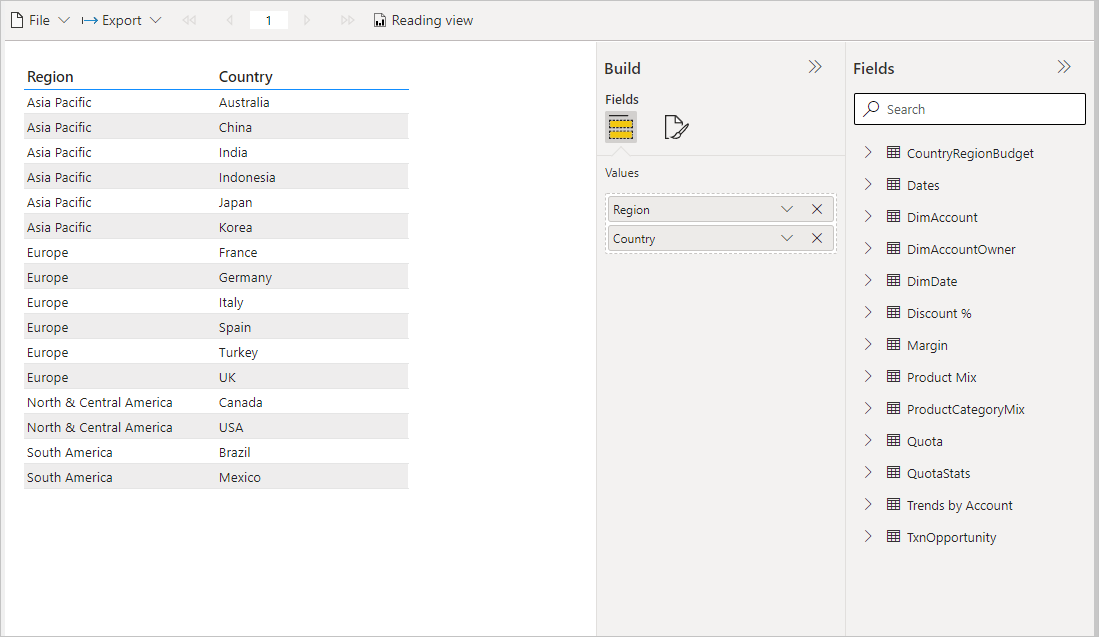 File Export 1 Reading view
Region Country
Asia Pacific Australia
Asia Pacific China
Asia Pacific India
Asia Pacific Indonesia
Asia Pacific Japan
Asia Pacific Korea
Europe France
Europe Germany
Europe Italy
Europe Spain
Europe Turkey
Europe UK
North & Central America Canada
North & Central America USA
South America Brazil
South America Mexico
Build
Fields
Values
Region
Country
Fields
Search
CountryRegionBudget
Dates
DimAccount
DimAccountOwner
DimDate
Discount %
Margin
Product Mix
ProductCategoryMix
Quota
QuotaStats
Trends by Account
TxnOpportunity